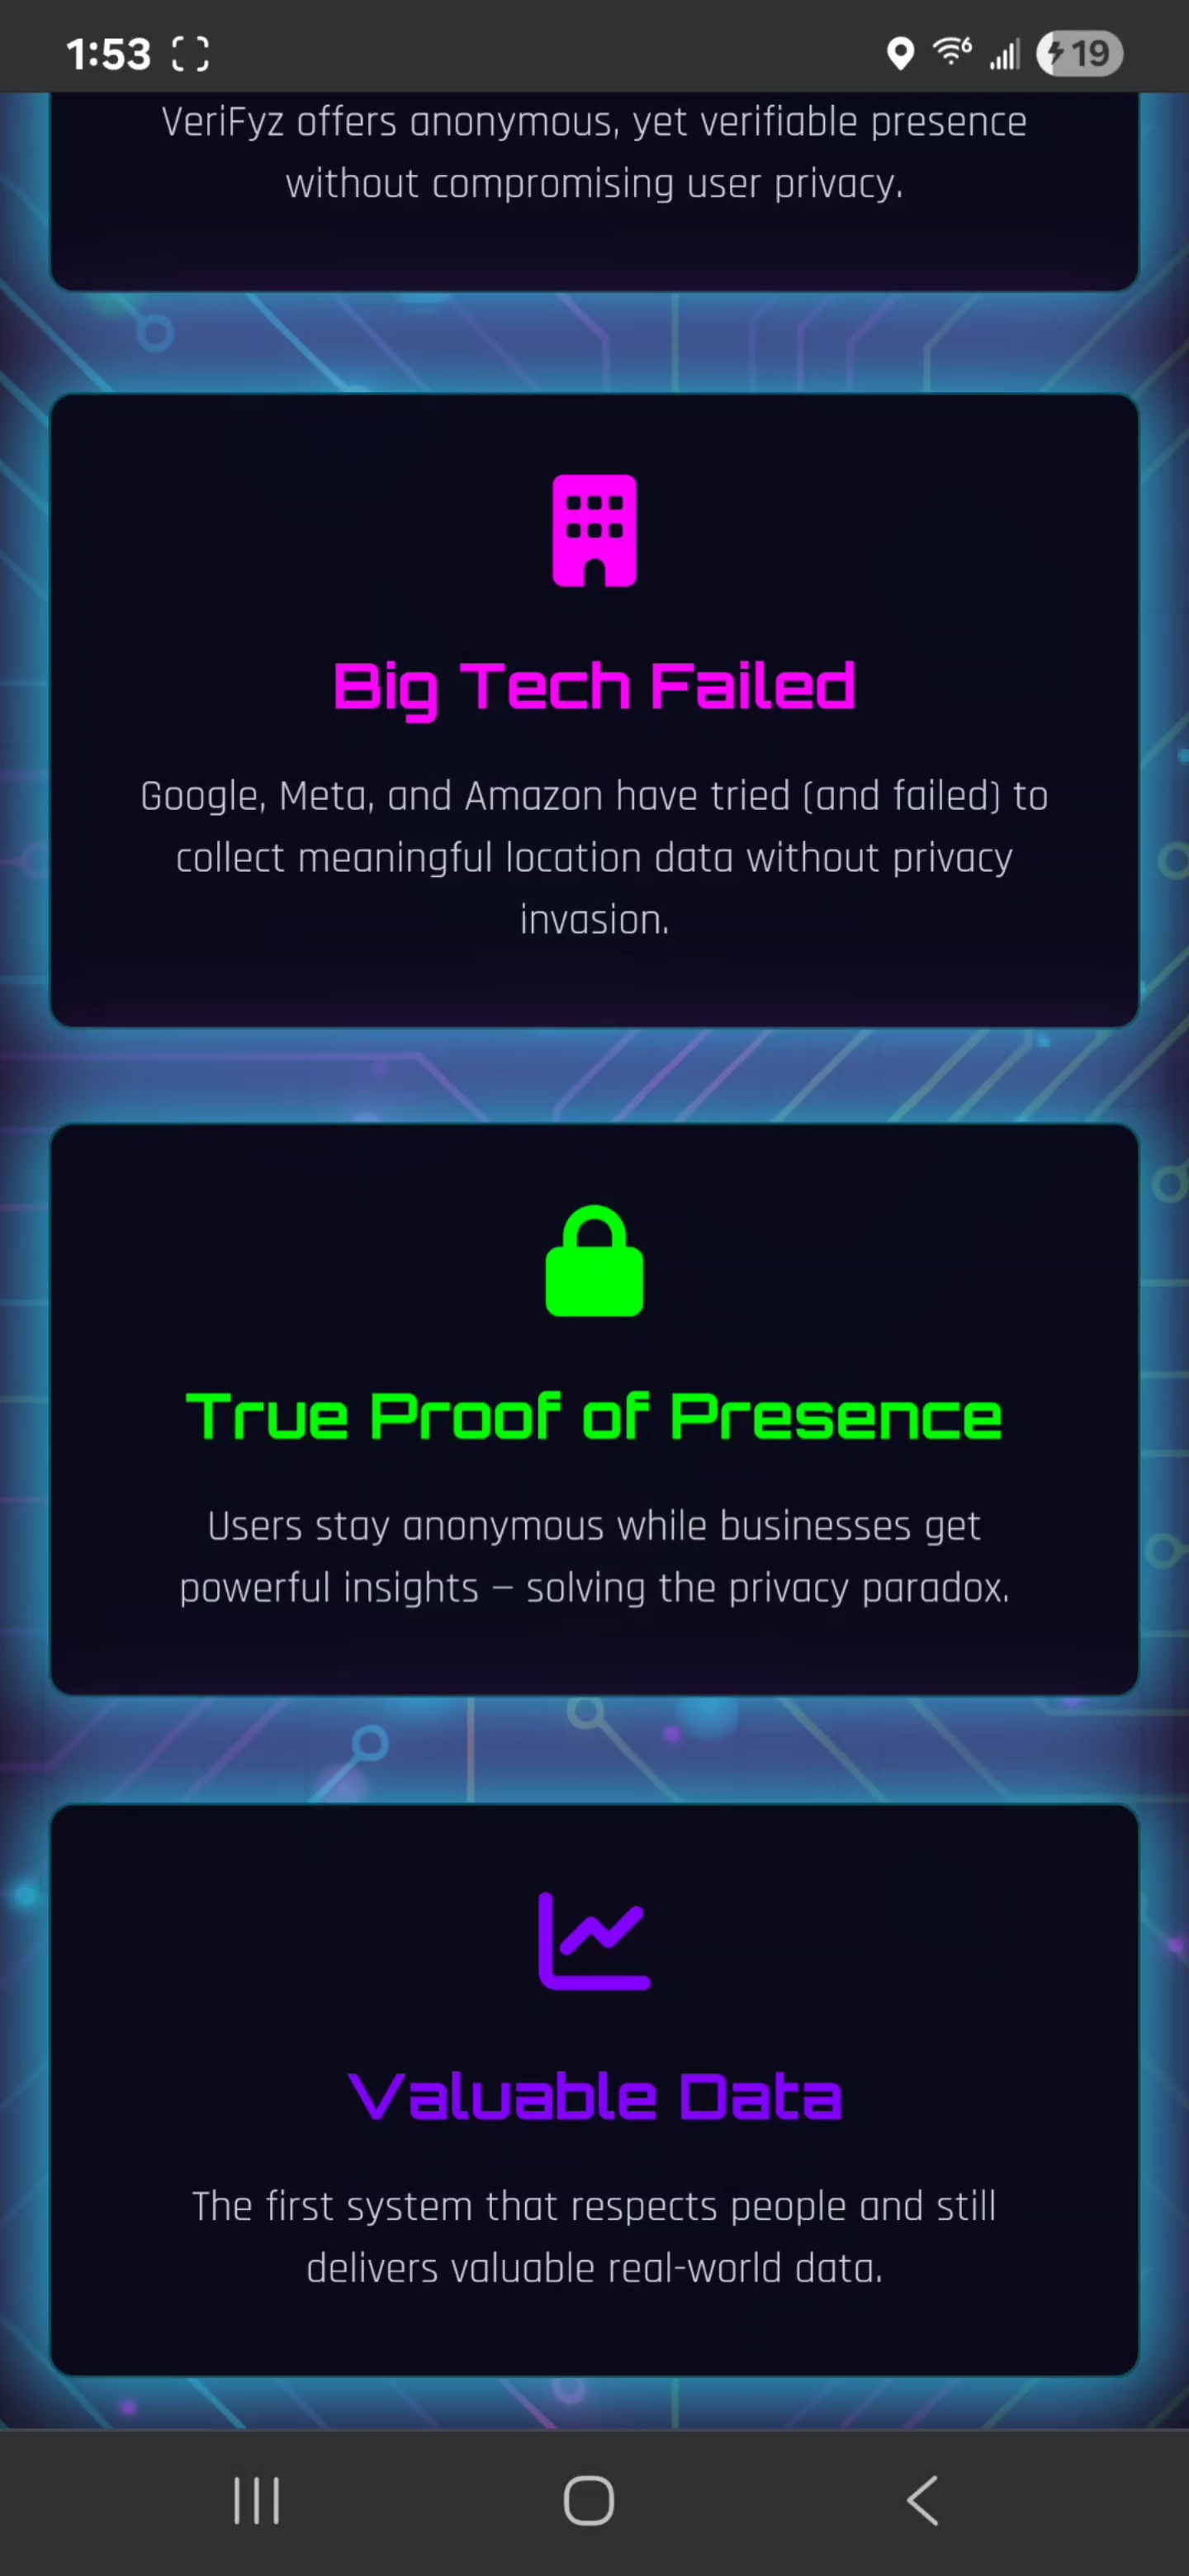 1:53
6
19
VeriFyz offers anonymous, yet verifiable presence
without compromising user privacy.
Big Tech Failed
Google, Meta, and Amazon have tried (and failed) to
collect meaningful location data without privacy
invasion.
True Proof of Presence
Users stay anonymous while businesses get
powerful insights – solving the privacy paradox.
Valuable Data
The first system that respects people and still
delivers valuable real-world data.